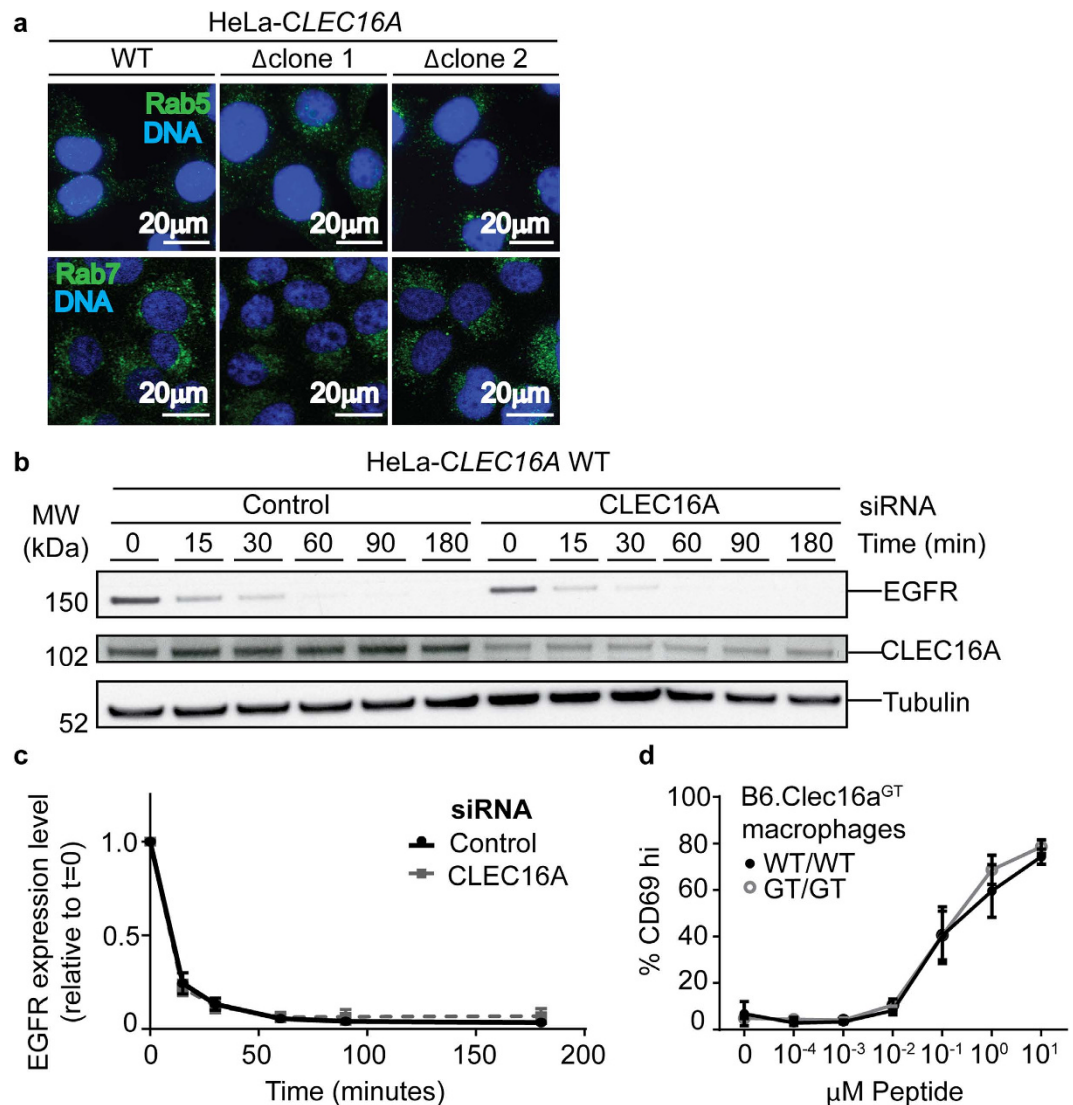 a
HeLa-CLEC16A
WT Δclone 1 Δclone 2
Rab5
DNA
20μm 20μm 20μm
Rab7
DNA
20μm 20μm 20μm
b
HeLa-CLEC16A WT
MW
(kDa)
Control CLEC16A siRNA
0 15 30 60 90 180 0 15 30 60 90 180 Time (min)
150 EGFR
102 CLEC16A
52 Tubulin
c
EGFR expression level
(relative to t=0)
1.0
0.5
0
siRNA
Control
CLEC16A
0 50 100 150 200
Time (minutes)
d
% CD69 hi
100
80
60
40
20
0
B6.Clec16aᴳᵀ
macrophages
WT/WT
GT/GT
0 10⁻⁴ 10⁻³ 10⁻² 10⁻¹ 10⁰ 10¹
μM Peptide